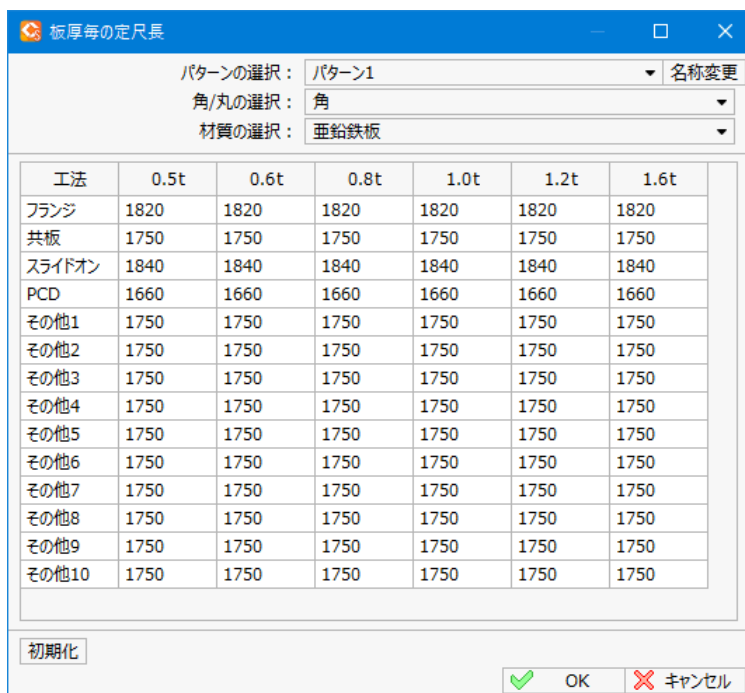 板厚毎の定尺長
パターンの選択： パターン1 名称変更
角/丸の選択： 角
材質の選択： 亜鉛鉄板
工法 0.5t 0.6t 0.8t 1.0t 1.2t 1.6t
フランジ 1820 1820 1820 1820 1820 1820
共板 1750 1750 1750 1750 1750 1750
スライドオン 1840 1840 1840 1840 1840 1840
PCD 1660 1660 1660 1660 1660 1660
その他1 1750 1750 1750 1750 1750 1750
その他2 1750 1750 1750 1750 1750 1750
その他3 1750 1750 1750 1750 1750 1750
その他4 1750 1750 1750 1750 1750 1750
その他5 1750 1750 1750 1750 1750 1750
その他6 1750 1750 1750 1750 1750 1750
その他7 1750 1750 1750 1750 1750 1750
その他8 1750 1750 1750 1750 1750 1750
その他9 1750 1750 1750 1750 1750 1750
その他10 1750 1750 1750 1750 1750 1750
初期化
OK キャンセル